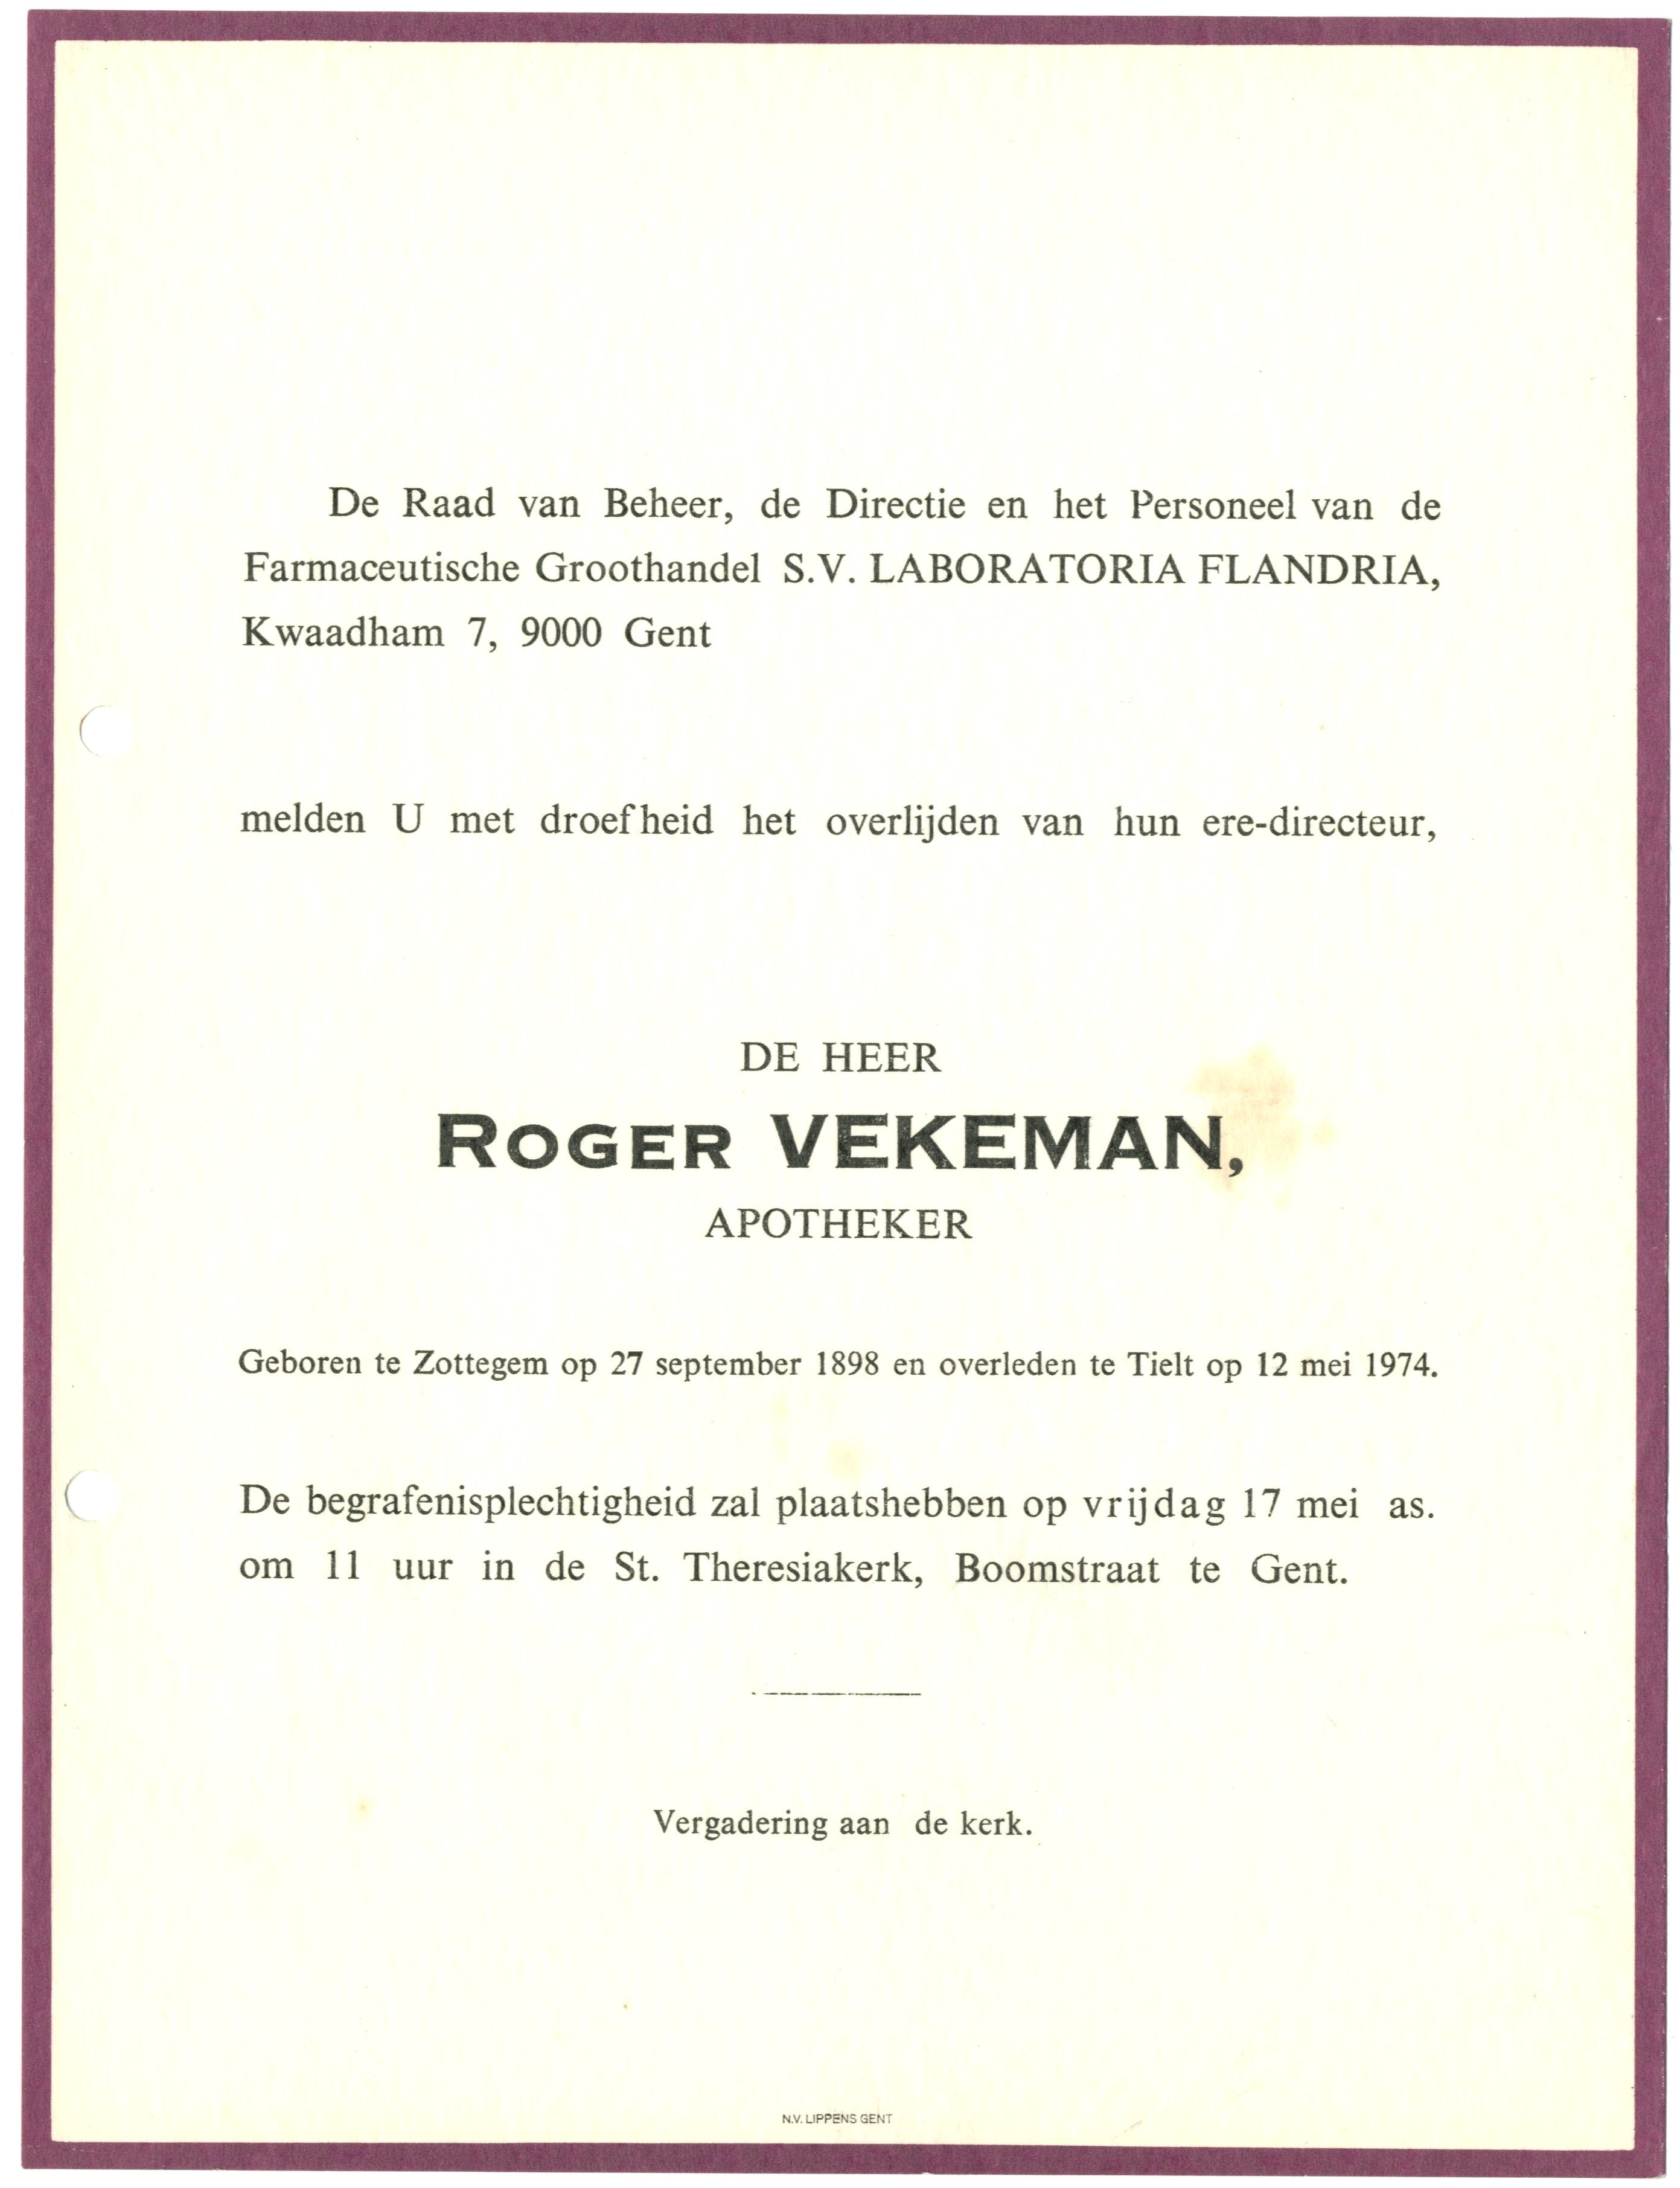 De Raad van Beheer, de Directie en het Personeel van de
Farmaceutische Groothandel S.V. LABORATORIA FLANDRIA,
Kwaadham 7, 9000 Gent
melden U met droefheid het overlijden van hun ere-directeur,
DE HEER
ROGER VEKEMAN,
APOTHEKER
Geboren te Zottegem op 27 september 1898 en overleden te Tielt op 12 mei 1974.
De begrafenisplechtigheid zal plaatshebben op vrijdag 17 mei as.
om 11 uur in de St. Theresiakerk, Boomstraat te Gent.
Vergadering aan de kerk.
N.V. LIPPENS GENT